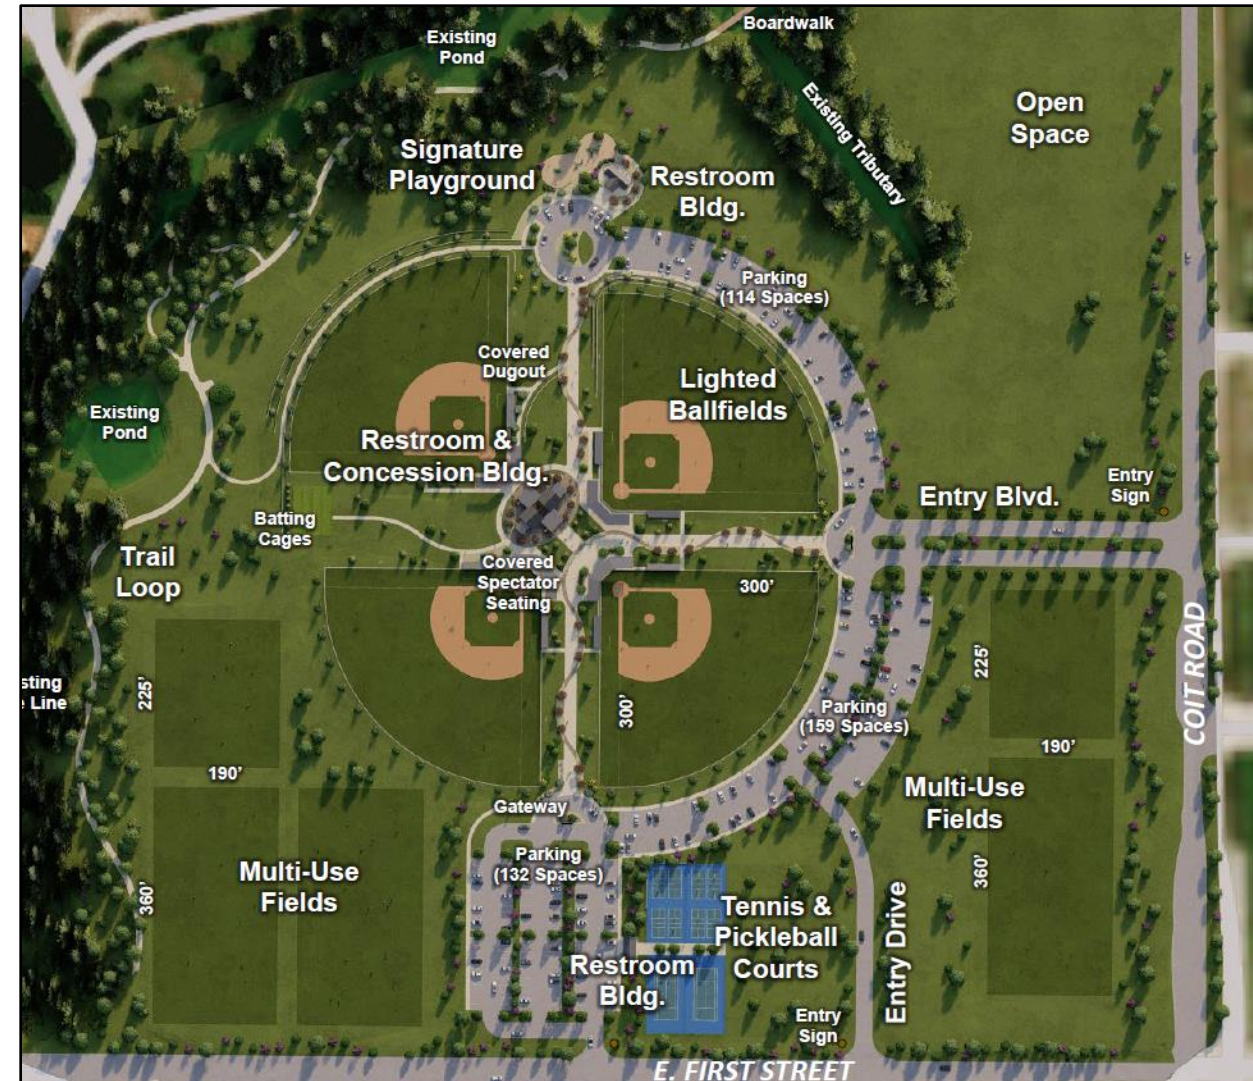 Boardwalk
Existing
Pond
Existing Tributary
Open
Space
Signature
Playground
Restroom
Bldg.
Parking
(114 Spaces)
Covered
Dugout
Lighted
Ballfields
Existing
Pond
Restroom &
Concession Bldg.
Entry
Sign
Entry Blvd.
Batting
Cages
Trail
Loop
Covered
Spectator
Seating
300'
300'
COIT ROAD
sting
Line
225'
190'
225'
190'
Parking
(159 Spaces)
Multi-Use
Fields
Gateway
Parking
(132 Spaces)
Multi-Use
Fields
360'
360'
Tennis &
Pickleball
Courts
Entry Drive
Restroom
Bldg.
Entry
Sign
E. FIRST STREET